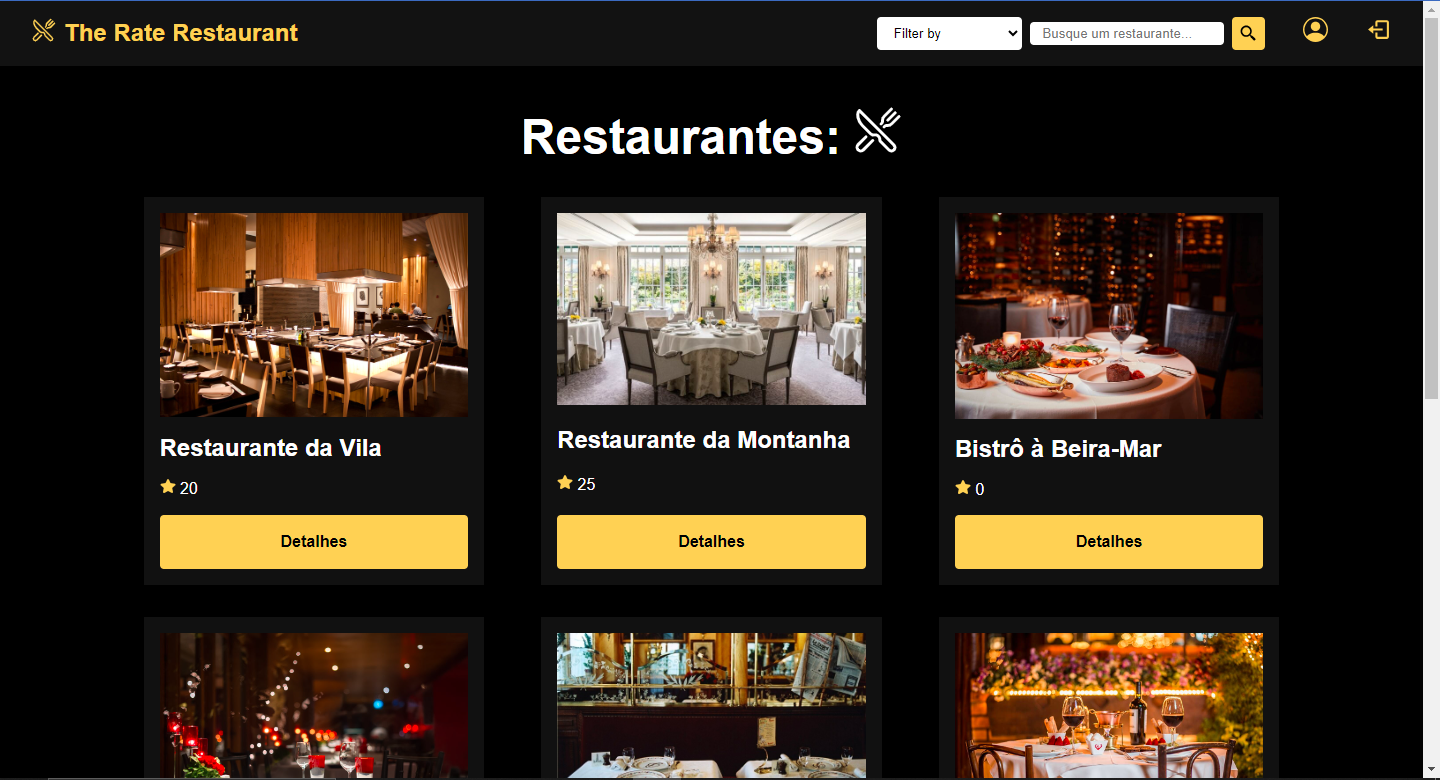 The Rate Restaurant
Filter by
Busque um restaurante...
Restaurantes:
Restaurante da Vila
20
Detalhes
Restaurante da Montanha
25
Detalhes
Bistrô à Beira-Mar
0
Detalhes